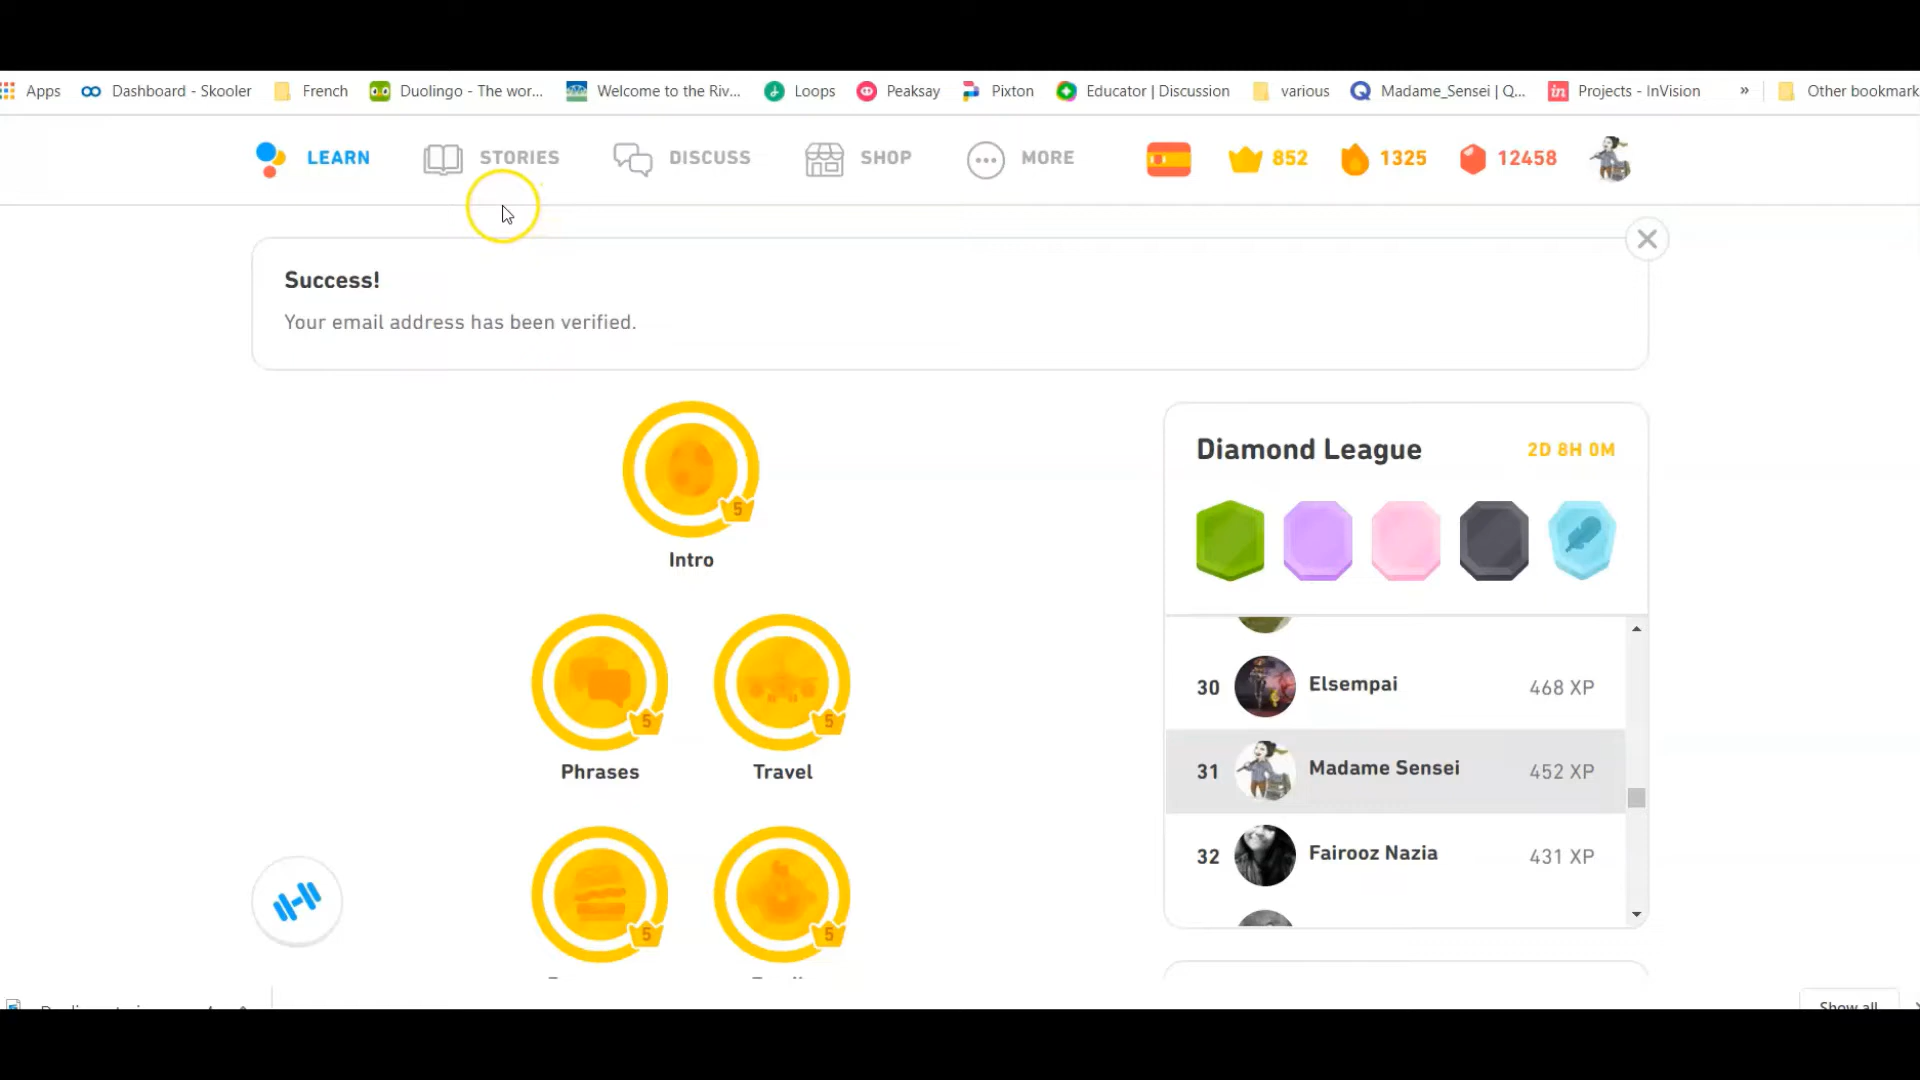 Apps Dashboard - Skooler French Duolingo - The wor... Welcome to the Riv... Loops Peaksay Pixton Educator | Discussion various Madame_Sensei | Q... in Projects - InVision » Other bookmark
LEARN STORIES DISCUSS SHOP MORE 852 1325 12458
Success!
Your email address has been verified.
5
Intro
5 5
Phrases Travel
5 5
Diamond League 2D 8H 0M
30 Elsempai 468 XP
31 Madame Sensei 452 XP
32 Fairooz Nazia 431 XP
Show all